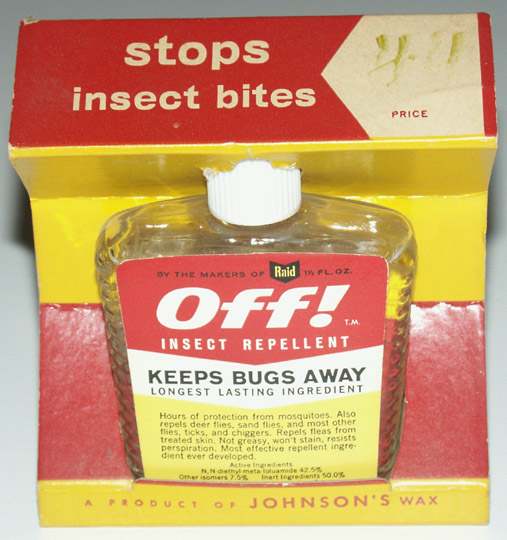 stops
insect bites
PRICE
BY THE MAKERS OF Raid 1½ FL. OZ.
Off!
T.M.
INSECT REPELLENT
KEEPS BUGS AWAY
LONGEST LASTING INGREDIENT
Hours of protection from mosquitoes. Also
repels deer flies, sand flies, and most other
flies, ticks, and chiggers. Repels fleas from
treated skin. Not greasy, won't stain, resists
perspiration. Most effective repellent ingre-
dient ever developed.
Active Ingredients
N,N-diethyl-meta-toluamide 42.5%
Other isomers 7.5% Inert Ingredients 50.0%
A PRODUCT OF JOHNSON'S WAX